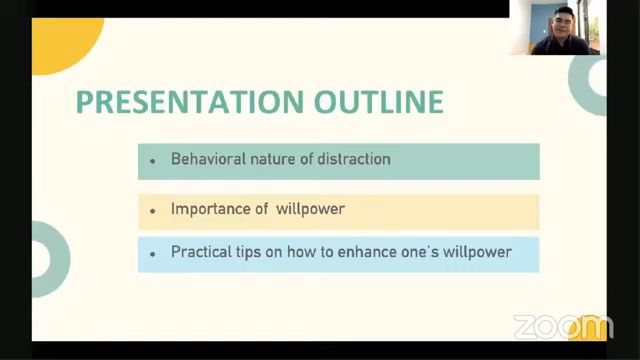 PRESENTATION OUTLINE
• Behavioral nature of distraction
• Importance of willpower
• Practical tips on how to enhance one's willpower
zoom